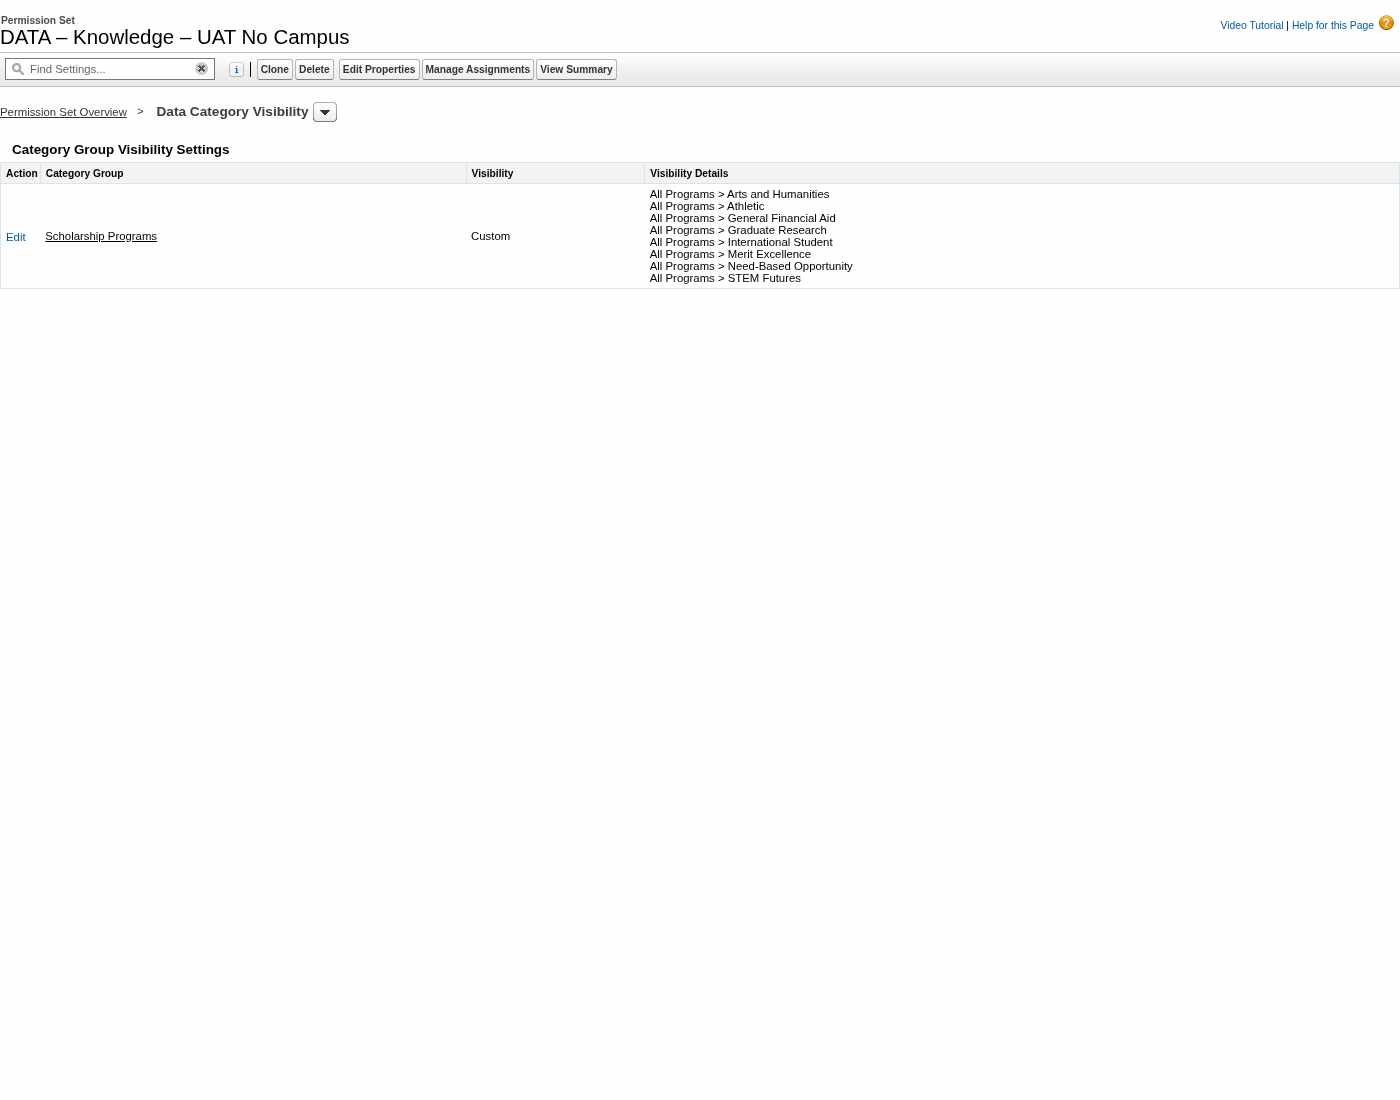 Permission Set
DATA – Knowledge – UAT No Campus
Video Tutorial | Help for this Page ?
Find Settings...
i | Clone Delete Edit Properties Manage Assignments View Summary
Permission Set Overview > Data Category Visibility
Category Group Visibility Settings
Action Category Group Visibility Visibility Details
Edit Scholarship Programs Custom
All Programs > Arts and Humanities
All Programs > Athletic
All Programs > General Financial Aid
All Programs > Graduate Research
All Programs > International Student
All Programs > Merit Excellence
All Programs > Need-Based Opportunity
All Programs > STEM Futures